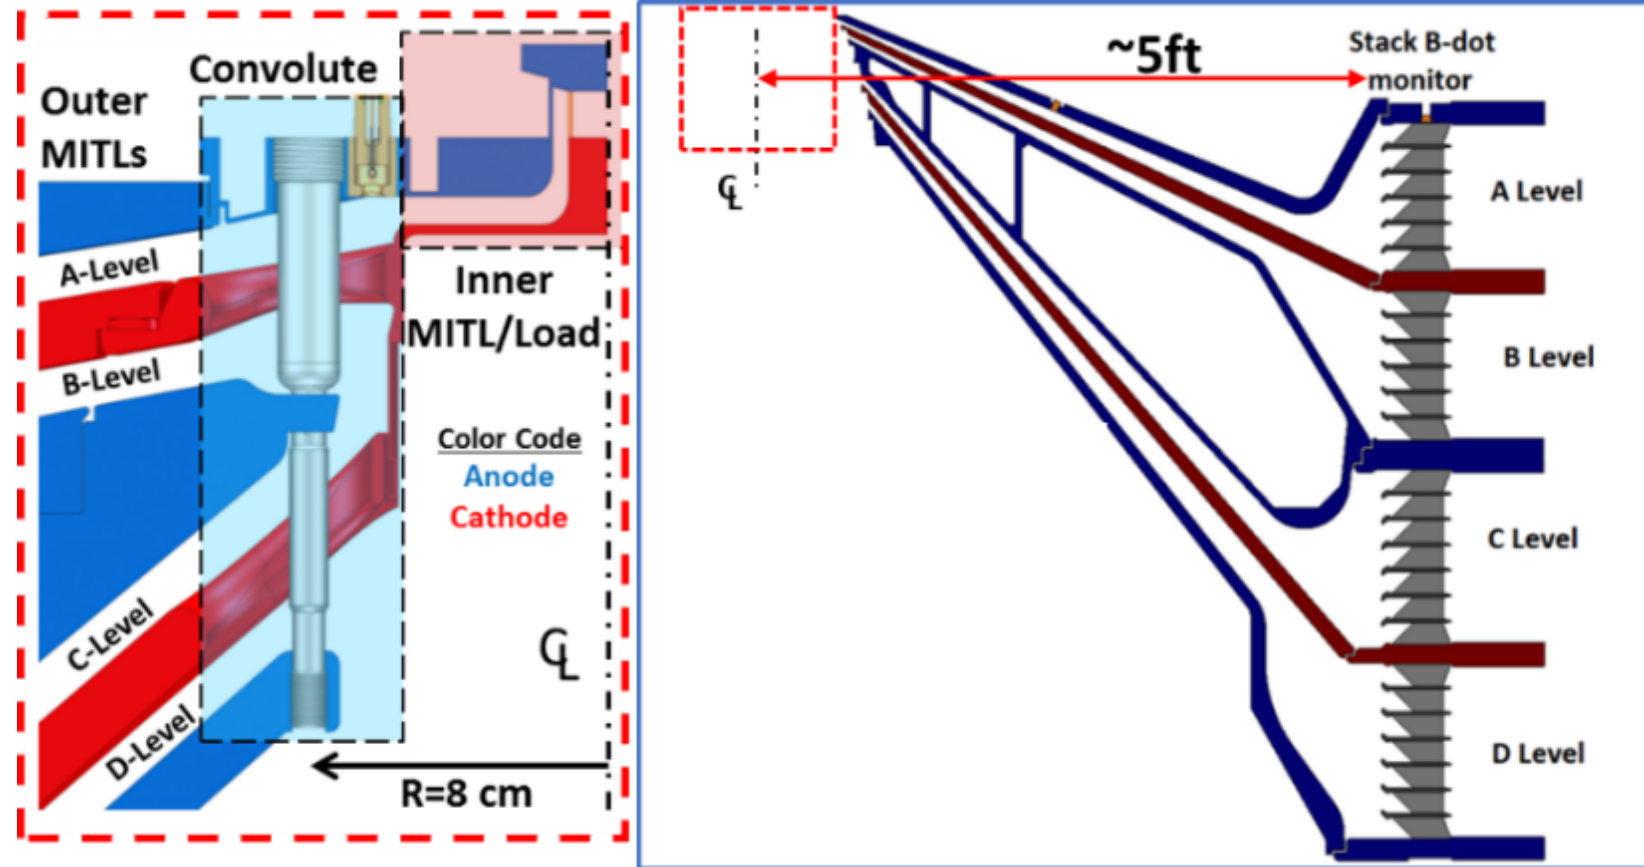 Convolute
Outer
MITLs
A-Level
B-Level
C-Level
D-Level
Inner
MITL/Load
Color Code
Anode
Cathode
℄
R=8 cm
~5ft
Stack B-dot
monitor
℄
A Level
B Level
C Level
D Level